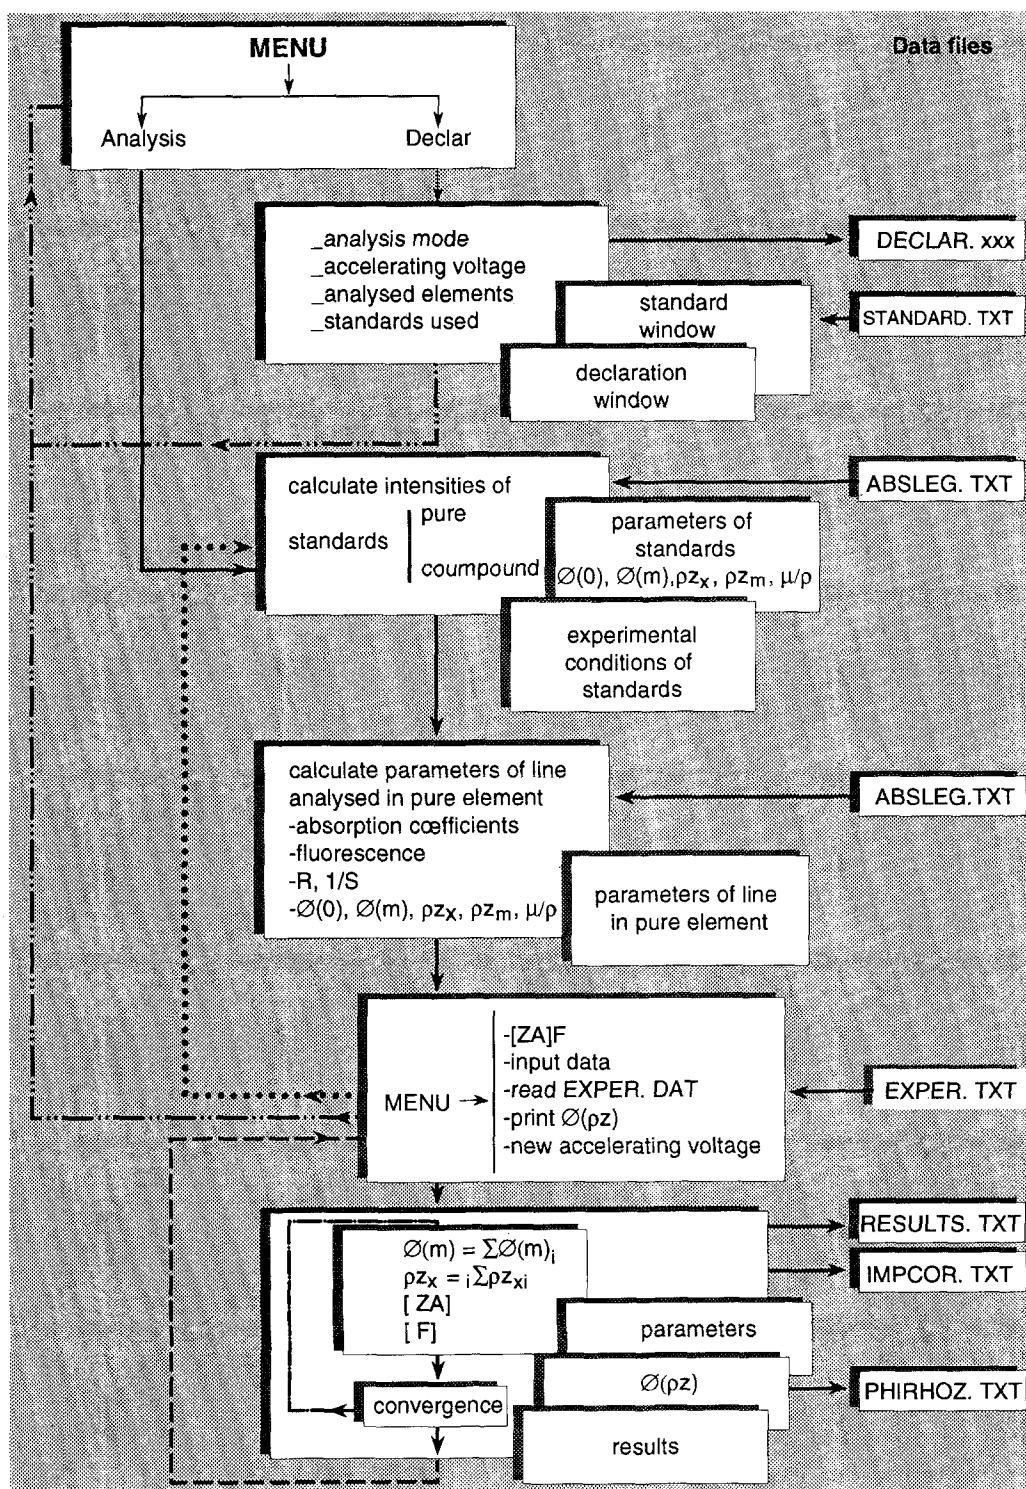 MENU
Data files
Analysis
Declar
_analysis mode
_accelerating voltage
_analysed elements
_standards used
DECLAR. xxx
standard
window
STANDARD. TXT
declaration
window
calculate intensities of
pure
standards
coumpound
ABSLEG. TXT
parameters of
standards
∅(0), ∅(m),ρzx, ρzm, μ/ρ
experimental
conditions of
standards
calculate parameters of line
analysed in pure element
-absorption cœfficients
-fluorescence
-R, 1/S
-∅(0), ∅(m), ρzx, ρzm, μ/ρ
ABSLEG.TXT
parameters of line
in pure element
MENU →
-[ZA]F
-input data
-read EXPER. DAT
-print ∅(ρz)
-new accelerating voltage
EXPER. TXT
∅(m) = Σ∅(m)i
ρzx = iΣρzxi
[ ZA]
[ F]
convergence
parameters
∅(ρz)
results
RESULTS. TXT
IMPCOR. TXT
PHIRHOZ. TXT